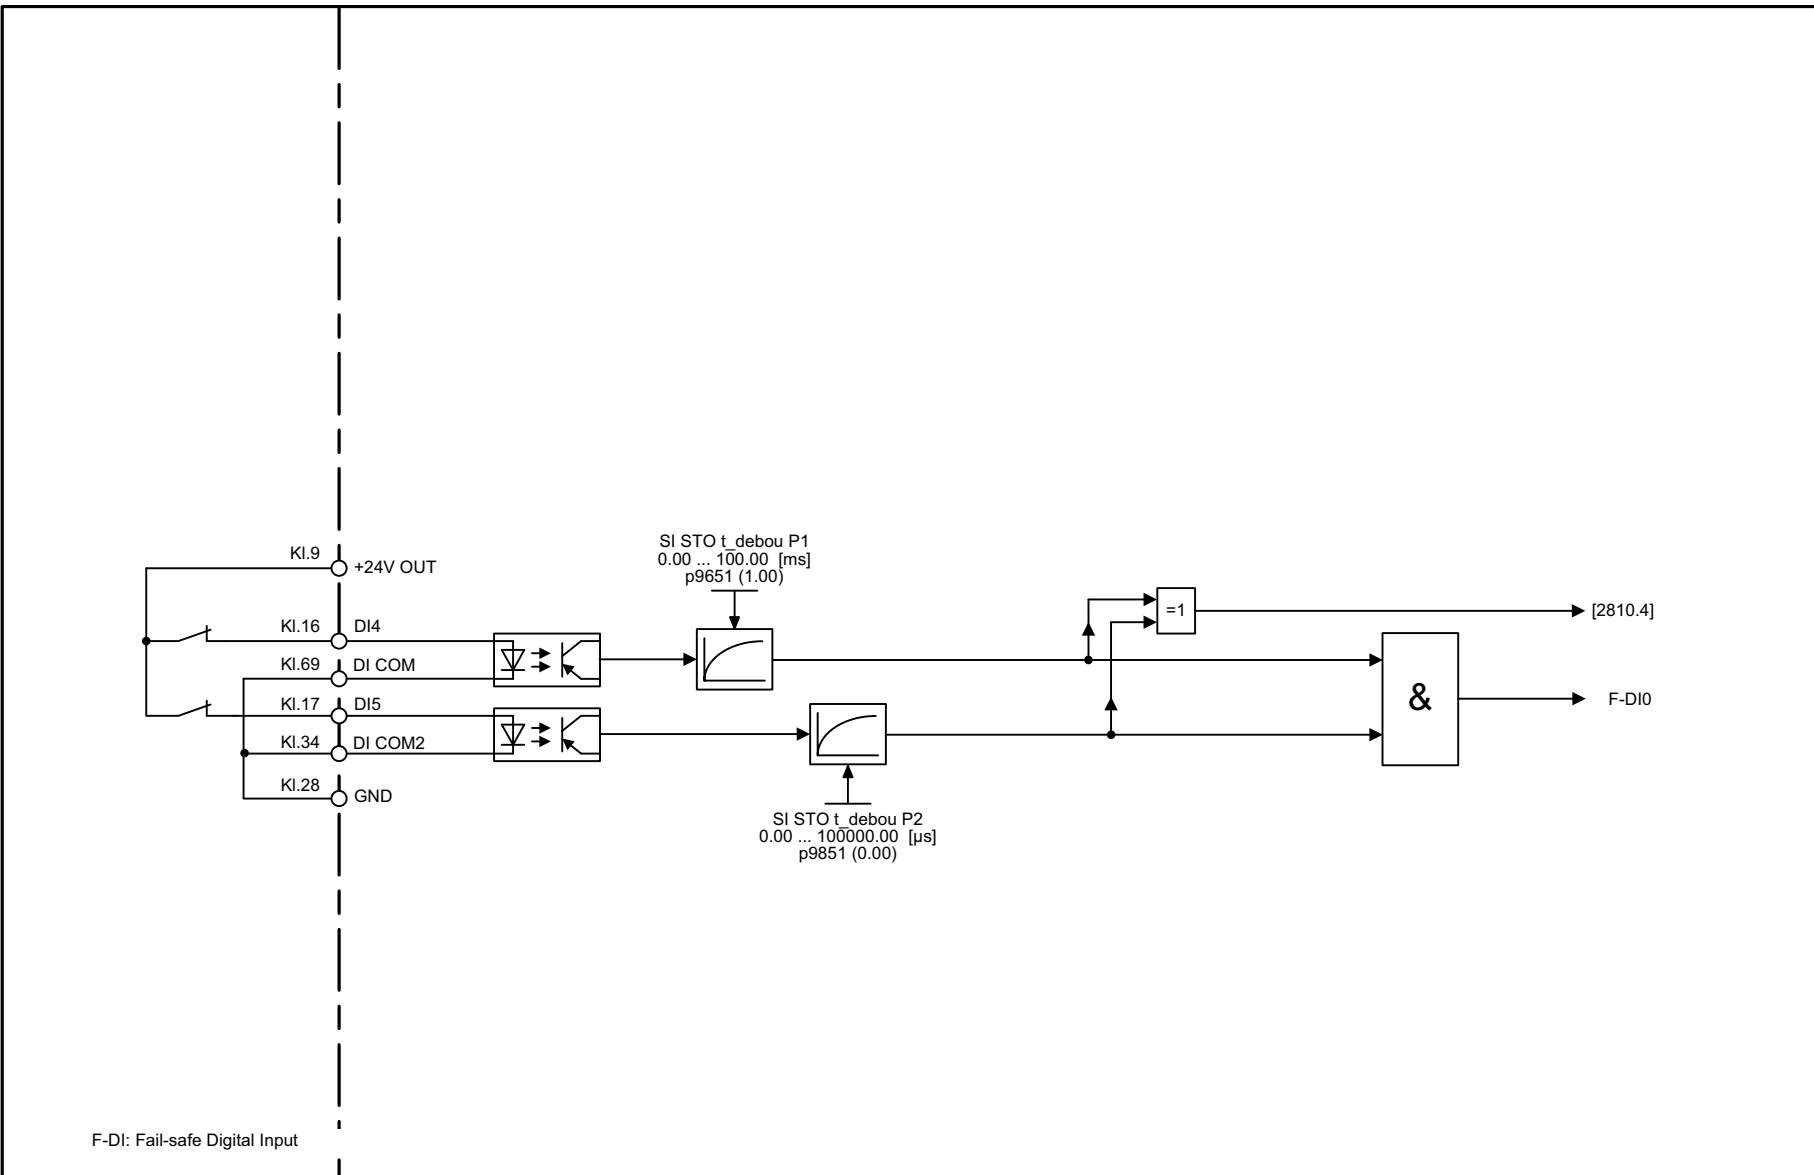 SI STO t_debou P1
0.00 ... 100.00 [ms]
p9651 (1.00)
Kl.9
+24V OUT
Kl.16
DI4
Kl.69
DI COM
Kl.17
DI5
Kl.34
DI COM2
Kl.28
GND
=1
[2810.4]
&
F-DI0
SI STO t_debou P2
0.00 ... 100000.00 [µs]
p9851 (0.00)
F-DI: Fail-safe Digital Input